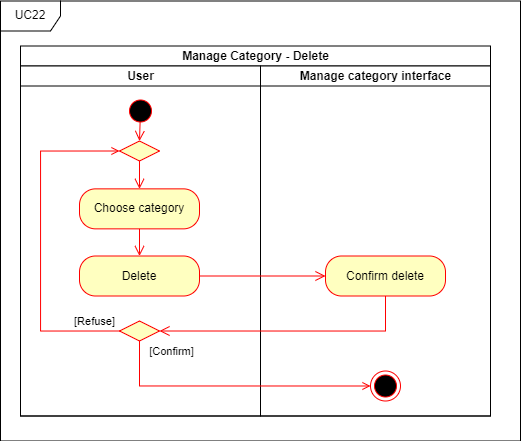 UC22
Manage Category - Delete
User
Manage category interface
Choose category
Delete
Confirm delete
[Refuse]
[Confirm]